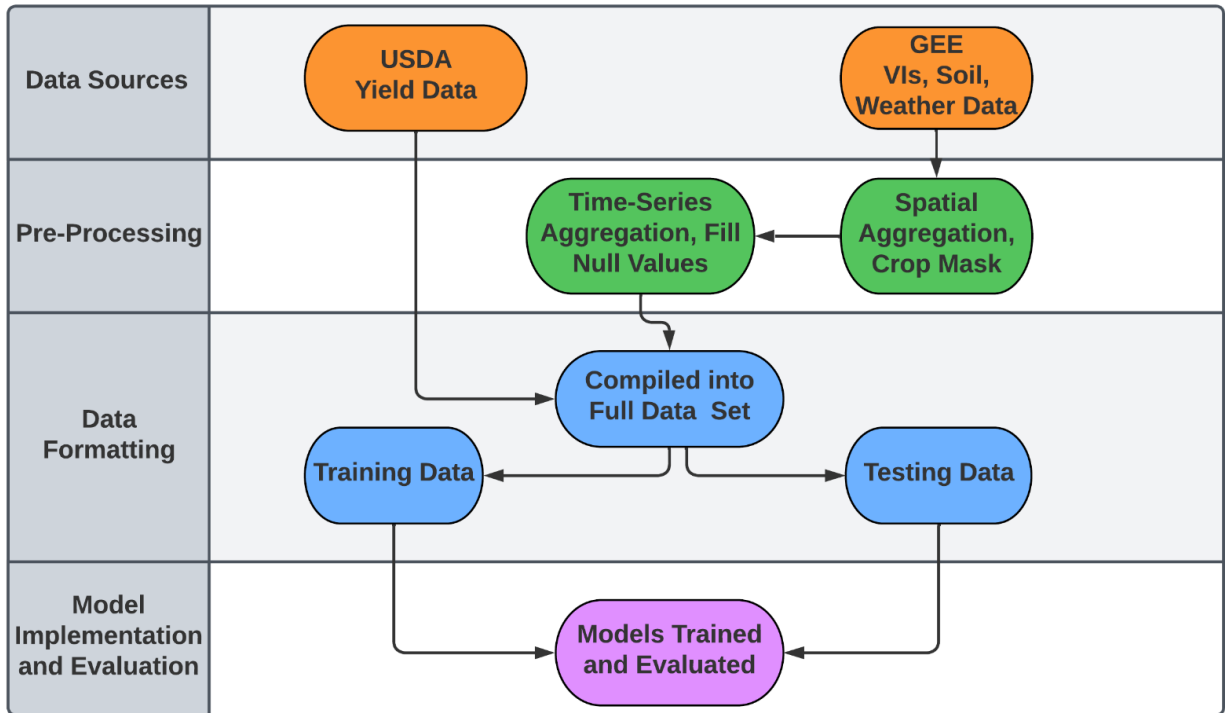 Data Sources
USDA
Yield Data
GEE
VIs, Soil,
Weather Data
Pre-Processing
Time-Series
Aggregation, Fill
Null Values
Spatial
Aggregation,
Crop Mask
Data
Formatting
Compiled into
Full Data  Set
Training Data
Testing Data
Model
Implementation
and Evaluation
Models Trained
and Evaluated